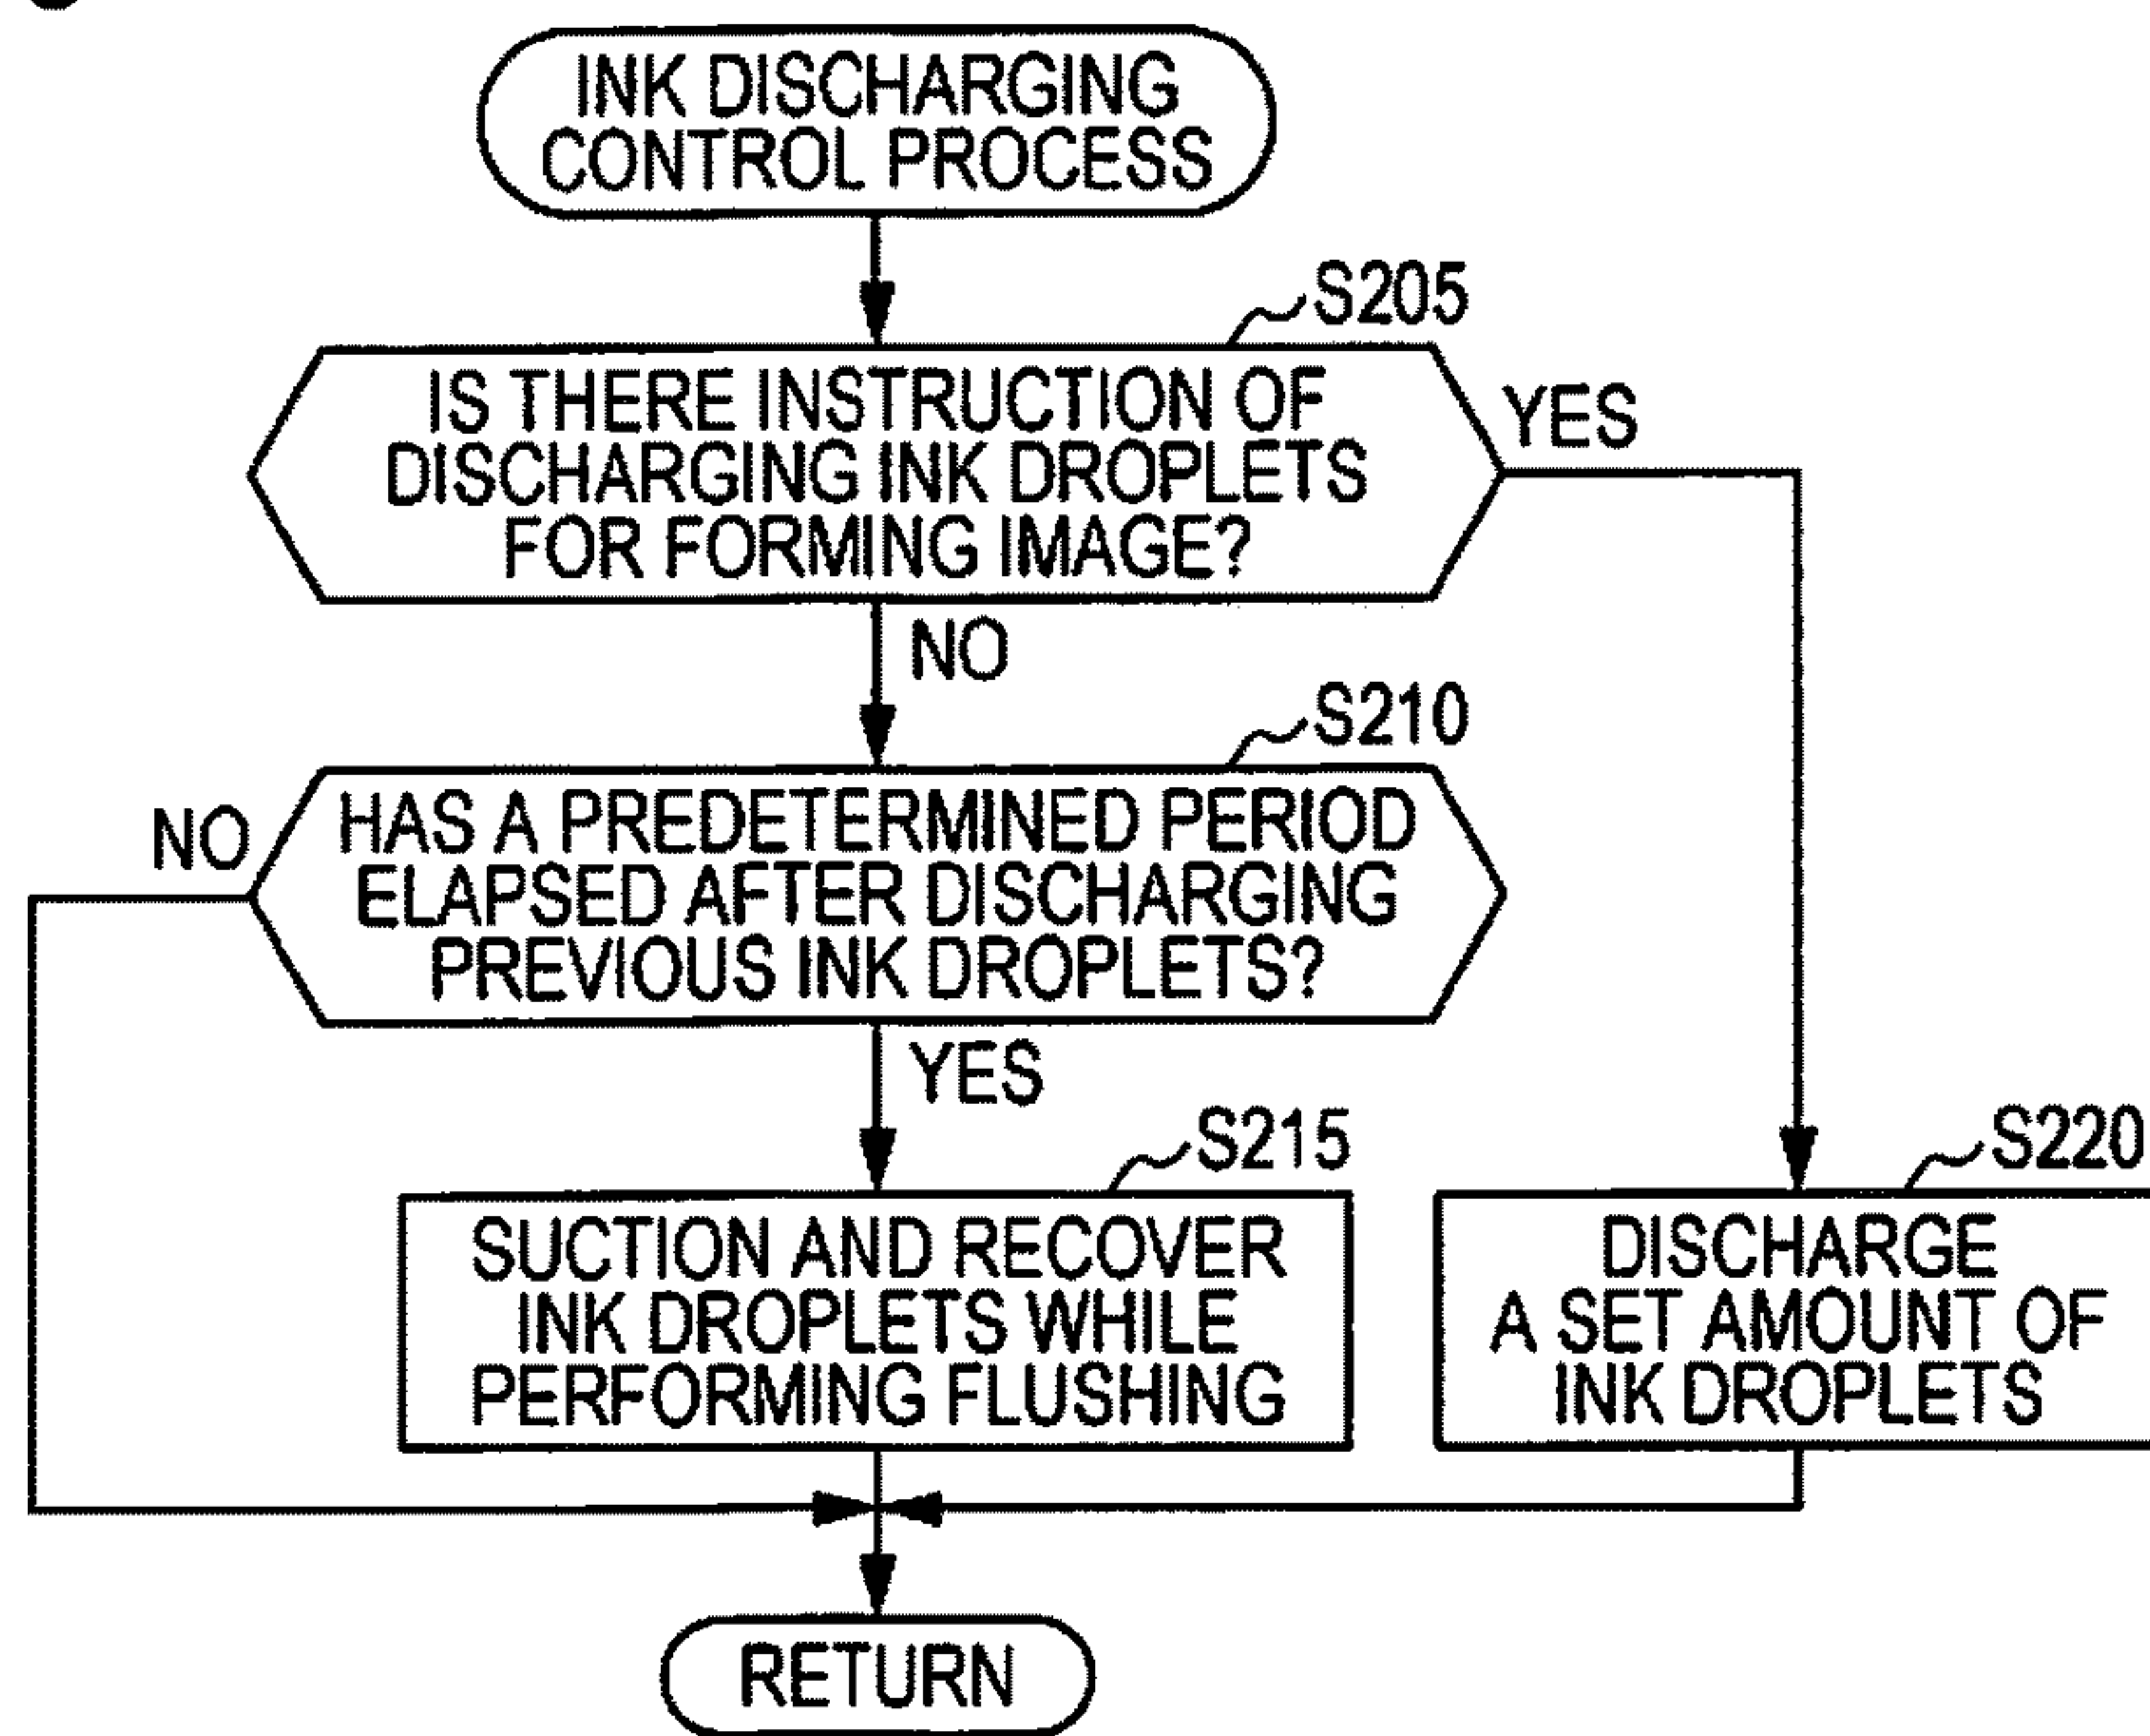 INK DISCHARGING
CONTROL PROCESS
S205
IS THERE INSTRUCTION OF
DISCHARGING INK DROPLETS
FOR FORMING IMAGE?
YES
NO
S210
HAS A PREDETERMINED PERIOD
ELAPSED AFTER DISCHARGING
PREVIOUS INK DROPLETS?
NO
YES
S215
SUCTION AND RECOVER
INK DROPLETS WHILE
PERFORMING FLUSHING
S220
DISCHARGE
A SET AMOUNT OF
INK DROPLETS
RETURN